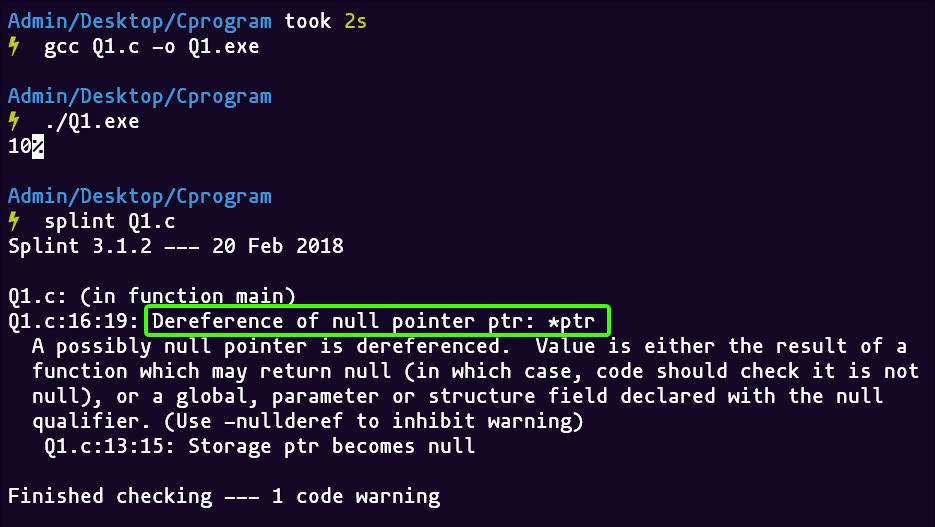 Admin/Desktop/Cprogram took 2s
⚡ gcc Q1.c -o Q1.exe
Admin/Desktop/Cprogram
⚡ ./Q1.exe
10%
Admin/Desktop/Cprogram
⚡ splint Q1.c
Splint 3.1.2 --- 20 Feb 2018
Q1.c: (in function main)
Q1.c:16:19: Dereference of null pointer ptr: *ptr
A possibly null pointer is dereferenced.  Value is either the result of a
function which may return null (in which case, code should check it is not
null), or a global, parameter or structure field declared with the null
qualifier. (Use -nullderef to inhibit warning)
Q1.c:13:15: Storage ptr becomes null
Finished checking --- 1 code warning